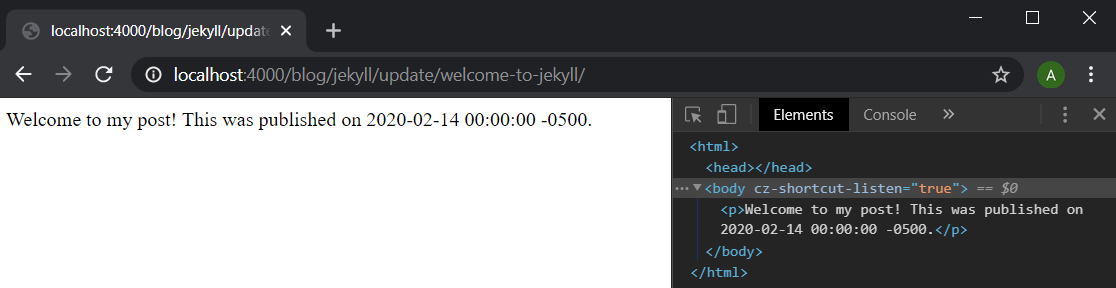 localhost:4000/blog/jekyll/updat
localhost:4000/blog/jekyll/update/welcome-to-jekyll/
A
Welcome to my post! This was published on 2020-02-14 00:00:00 -0500.
Elements Console »
<html>
<head></head>
<body cz-shortcut-listen="true"> == $0
<p>Welcome to my post! This was published on
2020-02-14 00:00:00 -0500.</p>
</body>
</html>